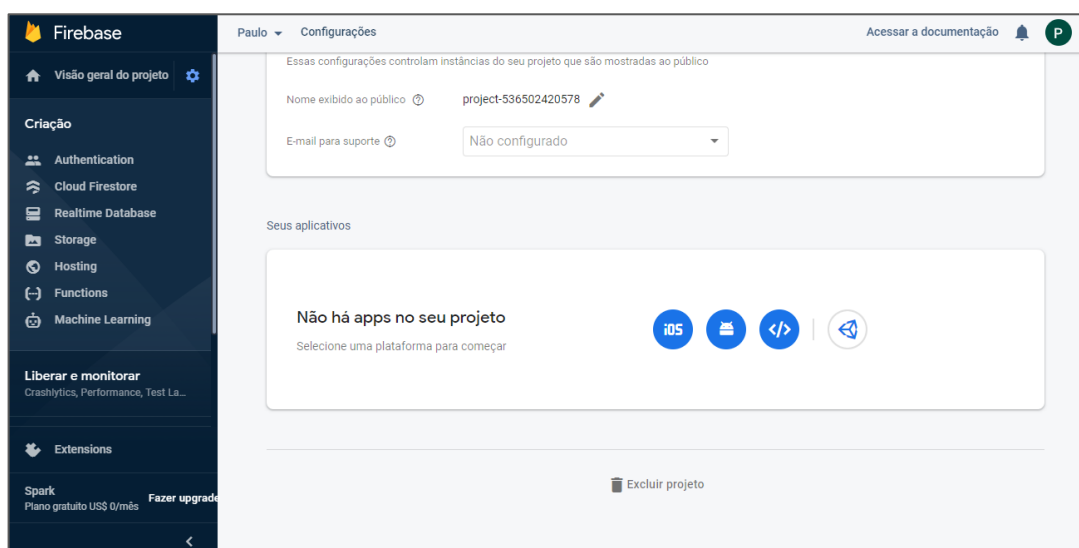 Firebase
Paulo Configurações Acessar a documentação P
Visão geral do projeto
Criação
Authentication
Cloud Firestore
Realtime Database
Storage
Hosting
Functions
Machine Learning
Liberar e monitorar
Crashlytics, Performance, Test La...
Extensions
Spark
Plano gratuito US$ 0/mês
Fazer upgrade
Essas configurações controlam instâncias do seu projeto que são mostradas ao público
Nome exibido ao público project-536502420578
E-mail para suporte Não configurado
Seus aplicativos
Não há apps no seu projeto
Selecione uma plataforma para começar
iOS
Excluir projeto